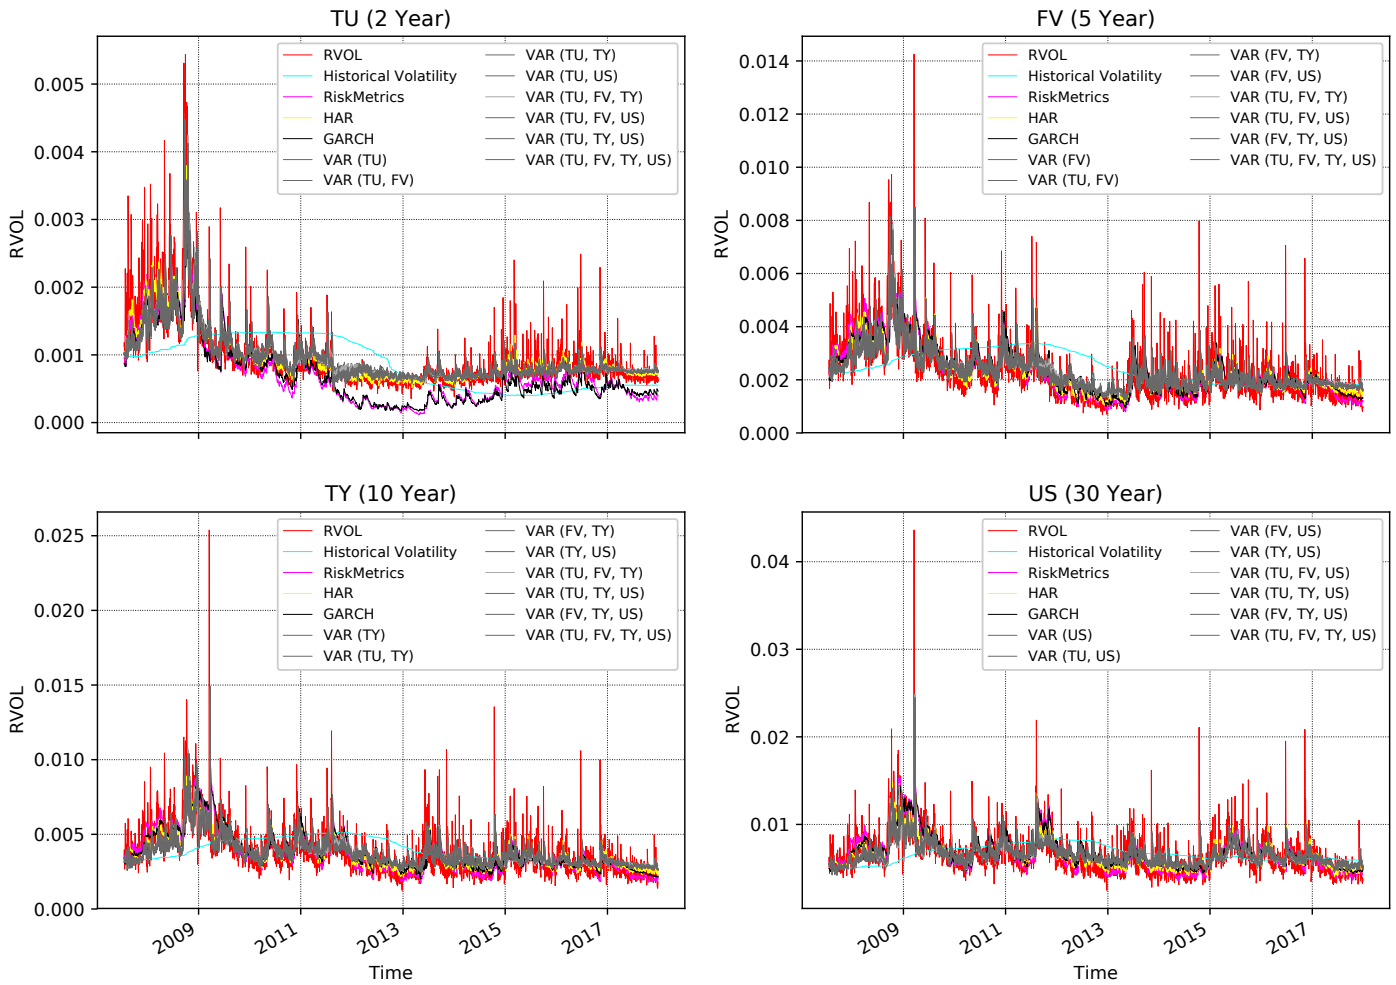 TU (2 Year)
RVOL
0.005
0.004
0.003
0.002
0.001
0.000
RVOL
Historical Volatility
RiskMetrics
HAR
GARCH
VAR (TU)
VAR (TU, FV)
VAR (TU, TY)
VAR (TU, US)
VAR (TU, FV, TY)
VAR (TU, FV, US)
VAR (TU, TY, US)
VAR (TU, FV, TY, US)
FV (5 Year)
RVOL
0.014
0.012
0.010
0.008
0.006
0.004
0.002
0.000
RVOL
Historical Volatility
RiskMetrics
HAR
GARCH
VAR (FV)
VAR (TU, FV)
VAR (FV, TY)
VAR (FV, US)
VAR (TU, FV, TY)
VAR (TU, FV, US)
VAR (FV, TY, US)
VAR (TU, FV, TY, US)
TY (10 Year)
RVOL
0.025
0.020
0.015
0.010
0.005
0.000
RVOL
Historical Volatility
RiskMetrics
HAR
GARCH
VAR (TY)
VAR (TU, TY)
VAR (FV, TY)
VAR (TY, US)
VAR (TU, FV, TY)
VAR (TU, TY, US)
VAR (FV, TY, US)
VAR (TU, FV, TY, US)
2009
2011
2013
2015
2017
Time
US (30 Year)
RVOL
0.04
0.03
0.02
0.01
RVOL
Historical Volatility
RiskMetrics
HAR
GARCH
VAR (US)
VAR (TU, US)
VAR (FV, US)
VAR (TY, US)
VAR (TU, FV, US)
VAR (TU, TY, US)
VAR (FV, TY, US)
VAR (TU, FV, TY, US)
2009
2011
2013
2015
2017
Time